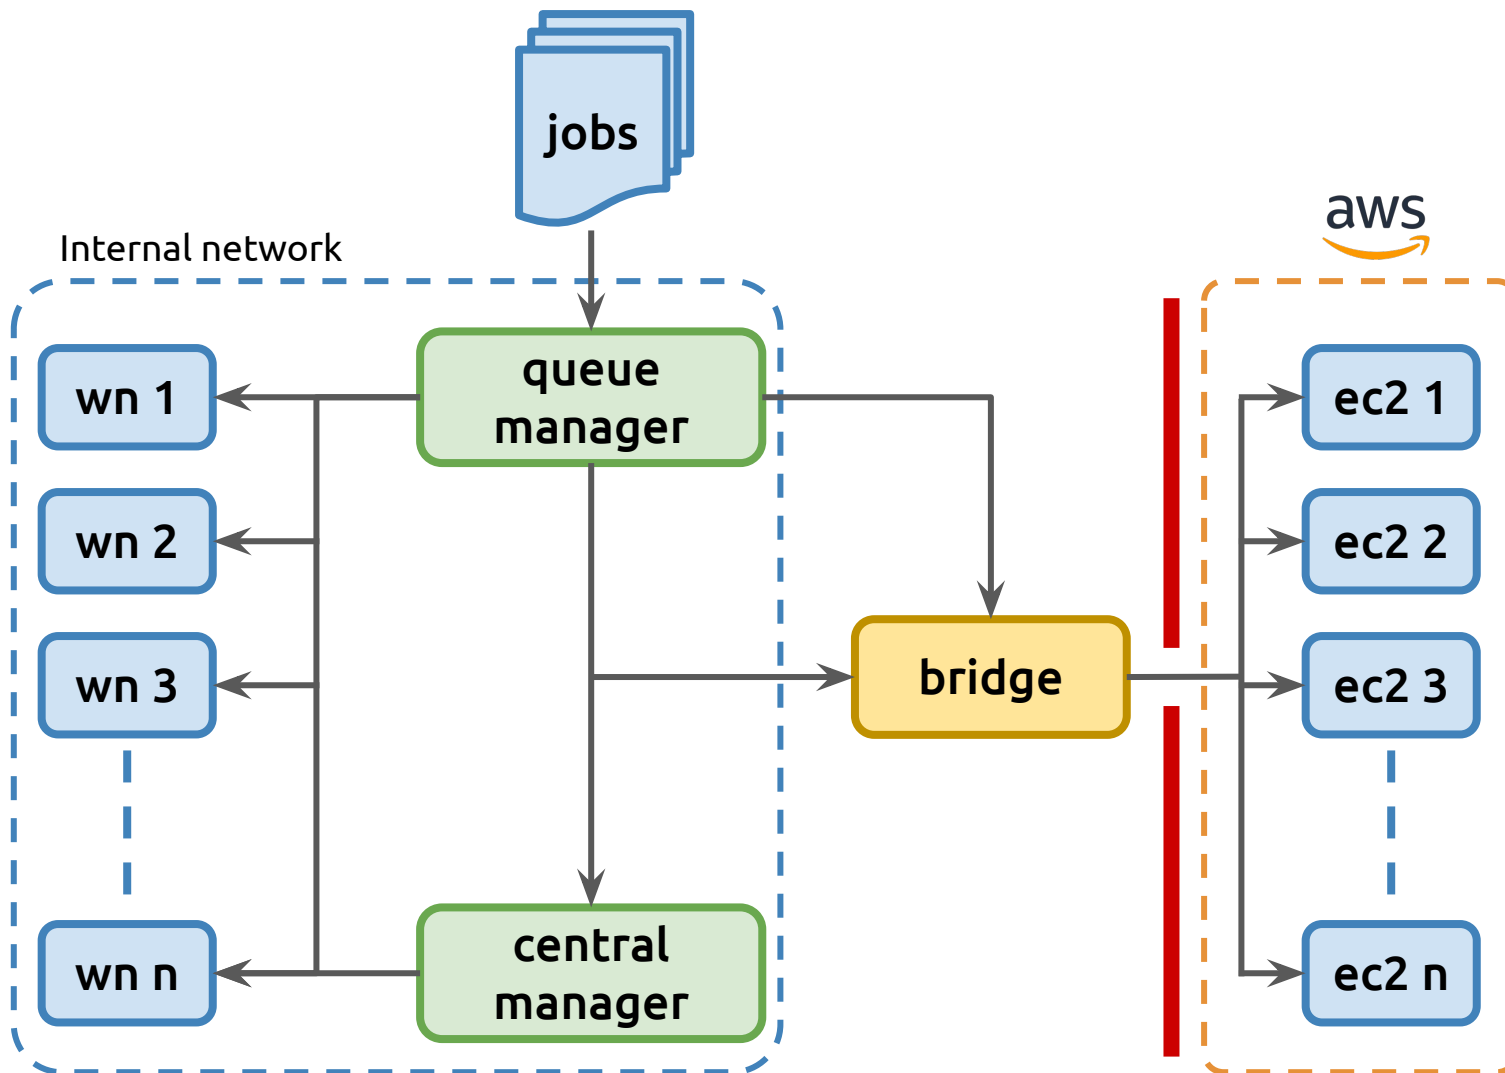 jobs
Internal network
aws
queue
manager
wn 1
ec2 1
wn 2
ec2 2
wn 3
bridge
ec2 3
central
manager
wn n
ec2 n